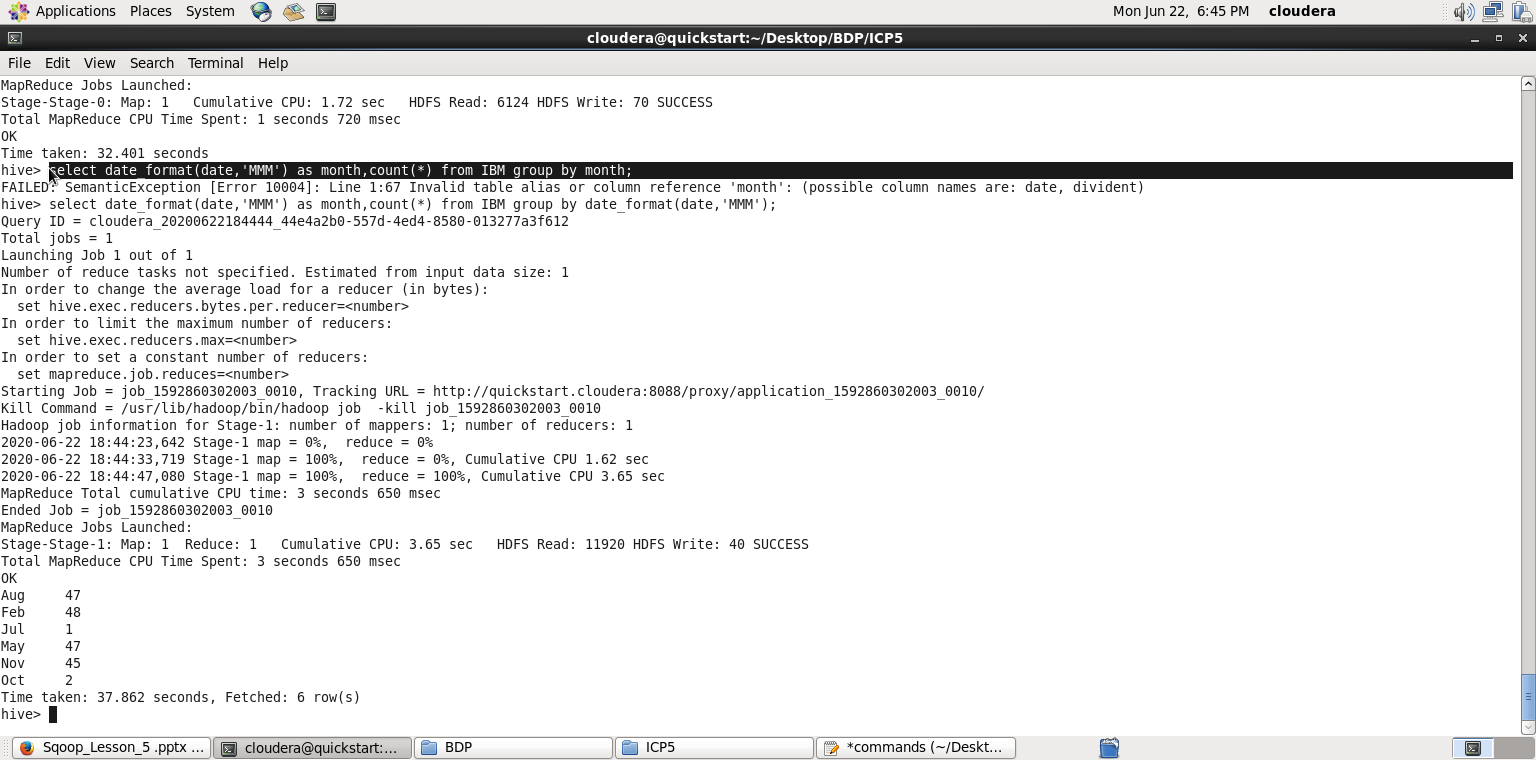 Applications Places System Mon Jun 22, 6:45 PM cloudera
cloudera@quickstart:~/Desktop/BDP/ICP5
File Edit View Search Terminal Help
MapReduce Jobs Launched:
Stage-Stage-0: Map: 1   Cumulative CPU: 1.72 sec   HDFS Read: 6124 HDFS Write: 70 SUCCESS
Total MapReduce CPU Time Spent: 1 seconds 720 msec
OK
Time taken: 32.401 seconds
hive> select date_format(date,'MMM') as month,count(*) from IBM group by month;
FAILED: SemanticException [Error 10004]: Line 1:67 Invalid table alias or column reference 'month': (possible column names are: date, divident)
hive> select date_format(date,'MMM') as month,count(*) from IBM group by date_format(date,'MMM');
Query ID = cloudera_20200622184444_44e4a2b0-557d-4ed4-8580-013277a3f612
Total jobs = 1
Launching Job 1 out of 1
Number of reduce tasks not specified. Estimated from input data size: 1
In order to change the average load for a reducer (in bytes):
  set hive.exec.reducers.bytes.per.reducer=<number>
In order to limit the maximum number of reducers:
  set hive.exec.reducers.max=<number>
In order to set a constant number of reducers:
  set mapreduce.job.reduces=<number>
Starting Job = job_1592860302003_0010, Tracking URL = http://quickstart.cloudera:8088/proxy/application_1592860302003_0010/
Kill Command = /usr/lib/hadoop/bin/hadoop job  -kill job_1592860302003_0010
Hadoop job information for Stage-1: number of mappers: 1; number of reducers: 1
2020-06-22 18:44:23,642 Stage-1 map = 0%,  reduce = 0%
2020-06-22 18:44:33,719 Stage-1 map = 100%,  reduce = 0%, Cumulative CPU 1.62 sec
2020-06-22 18:44:47,080 Stage-1 map = 100%,  reduce = 100%, Cumulative CPU 3.65 sec
MapReduce Total cumulative CPU time: 3 seconds 650 msec
Ended Job = job_1592860302003_0010
MapReduce Jobs Launched:
Stage-Stage-1: Map: 1  Reduce: 1   Cumulative CPU: 3.65 sec   HDFS Read: 11920 HDFS Write: 40 SUCCESS
Total MapReduce CPU Time Spent: 3 seconds 650 msec
OK
Aug     47
Feb     48
Jul     1
May     47
Nov     45
Oct     2
Time taken: 37.862 seconds, Fetched: 6 row(s)
hive>
Sqoop_Lesson_5 .pptx ... cloudera@quickstart:... BDP ICP5 *commands (~/Deskt...